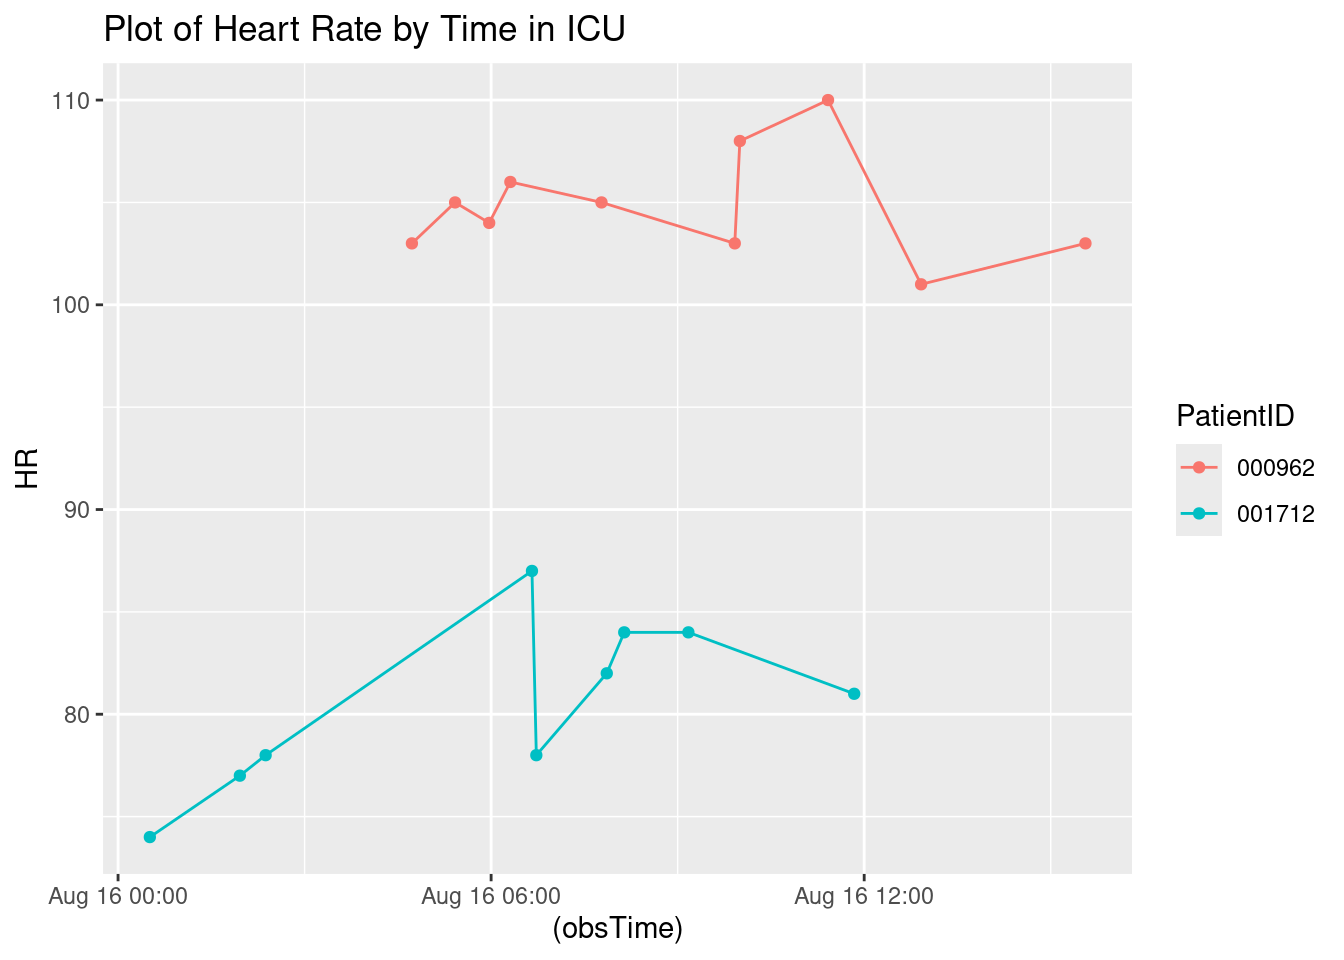 Plot of Heart Rate by Time in ICU
110
100
90
80
HR
Aug 16 00:00 Aug 16 06:00 Aug 16 12:00
(obsTime)
PatientID
000962
001712